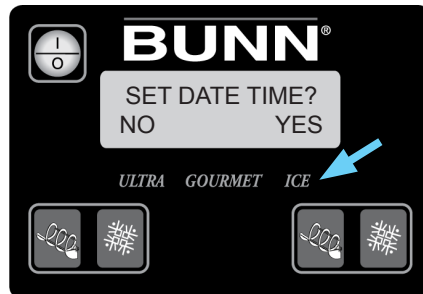 I
O
BUNN®
SET DATE TIME?
NO YES
ULTRA GOURMET ICE